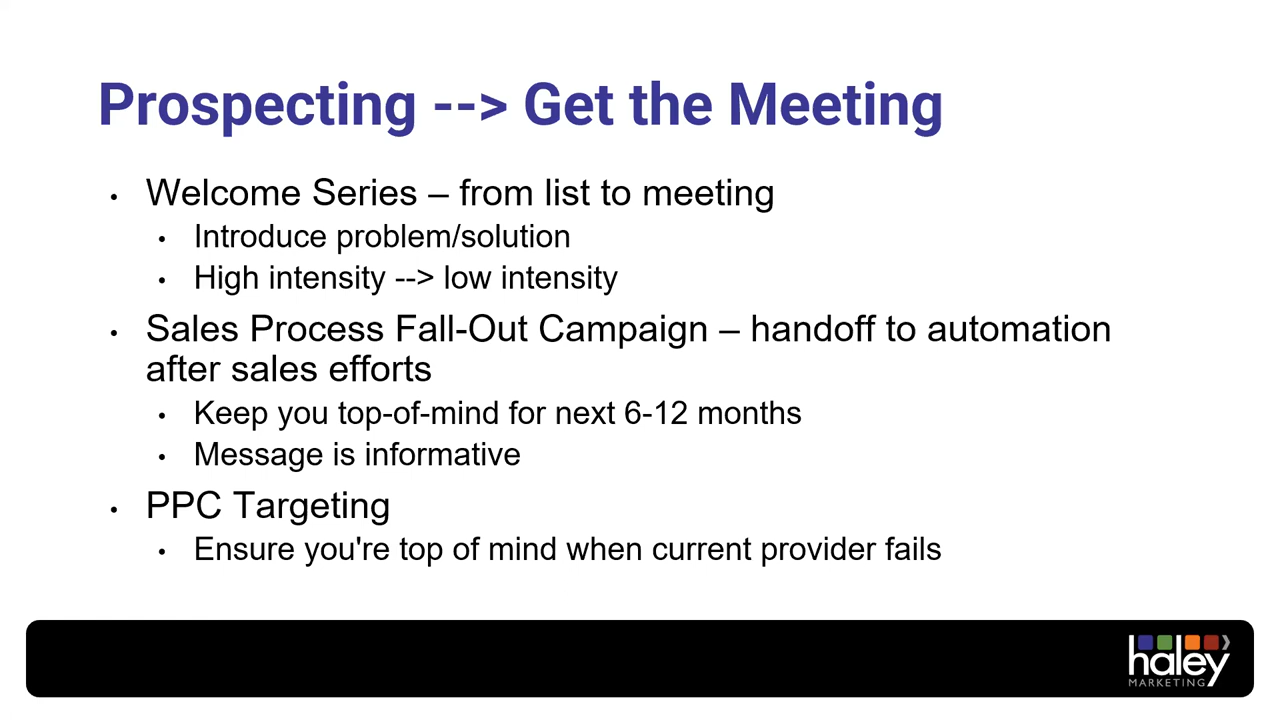 Prospecting --> Get the Meeting
• Welcome Series – from list to meeting
• Introduce problem/solution
• High intensity --> low intensity
• Sales Process Fall-Out Campaign – handoff to automation
after sales efforts
• Keep you top-of-mind for next 6-12 months
• Message is informative
• PPC Targeting
• Ensure you're top of mind when current provider fails
haley
MARKETING